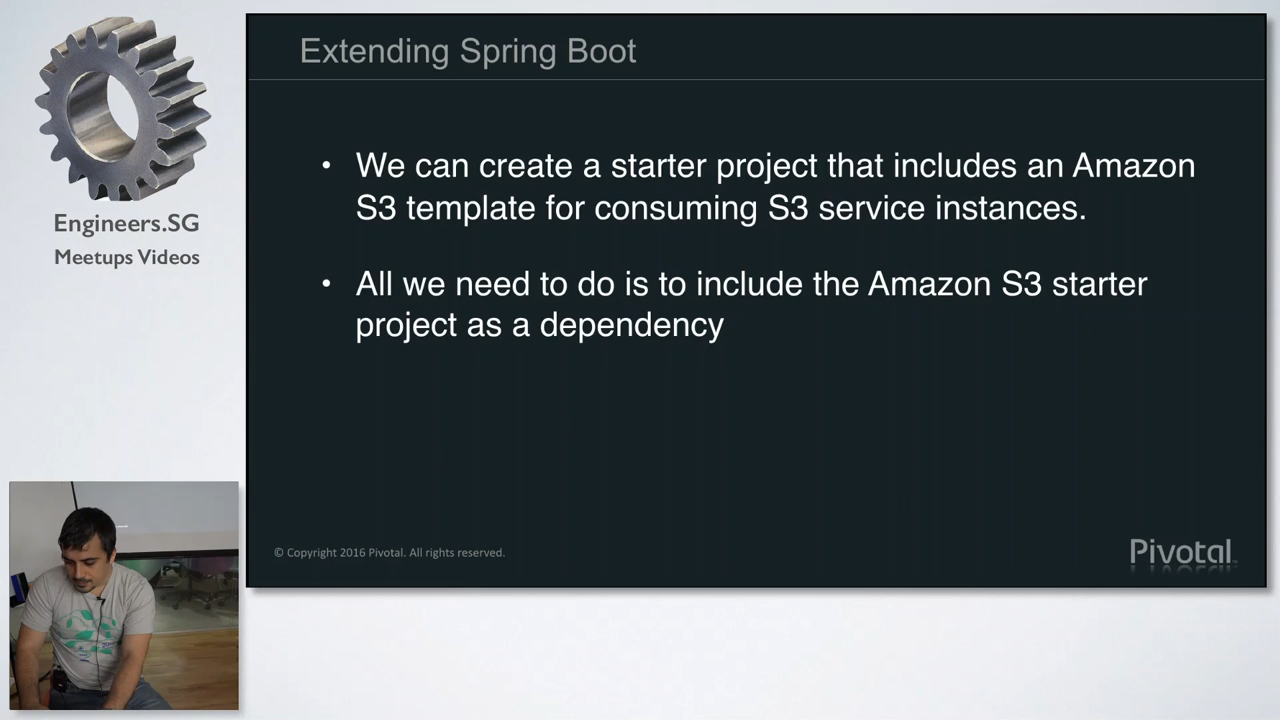 Engineers.SG
Meetups Videos
Extending Spring Boot
• We can create a starter project that includes an Amazon
S3 template for consuming S3 service instances.
• All we need to do is to include the Amazon S3 starter
project as a dependency
© Copyright 2016 Pivotal. All rights reserved.
Pivotal